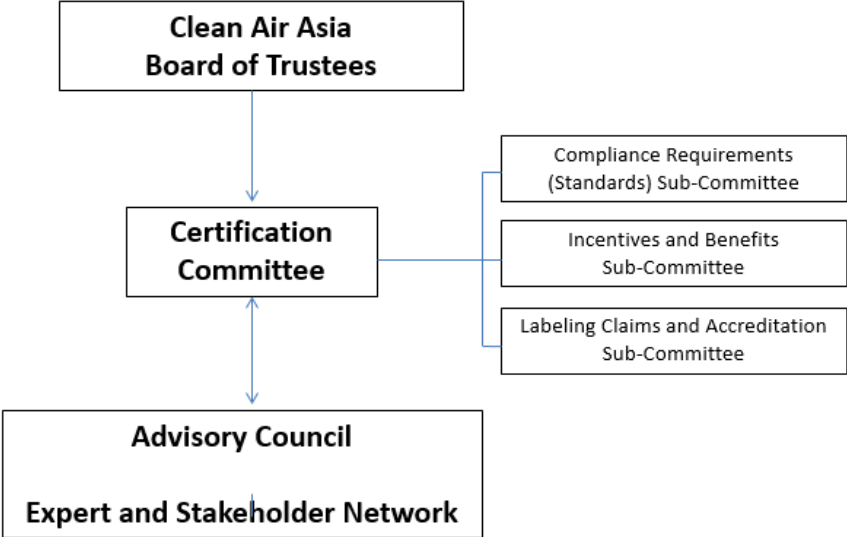 Clean Air Asia
Board of Trustees
Compliance Requirements
(Standards) Sub-Committee
Certification
Committee
Incentives and Benefits
Sub-Committee
Labeling Claims and Accreditation
Sub-Committee
Advisory Council
Expert and Stakeholder Network